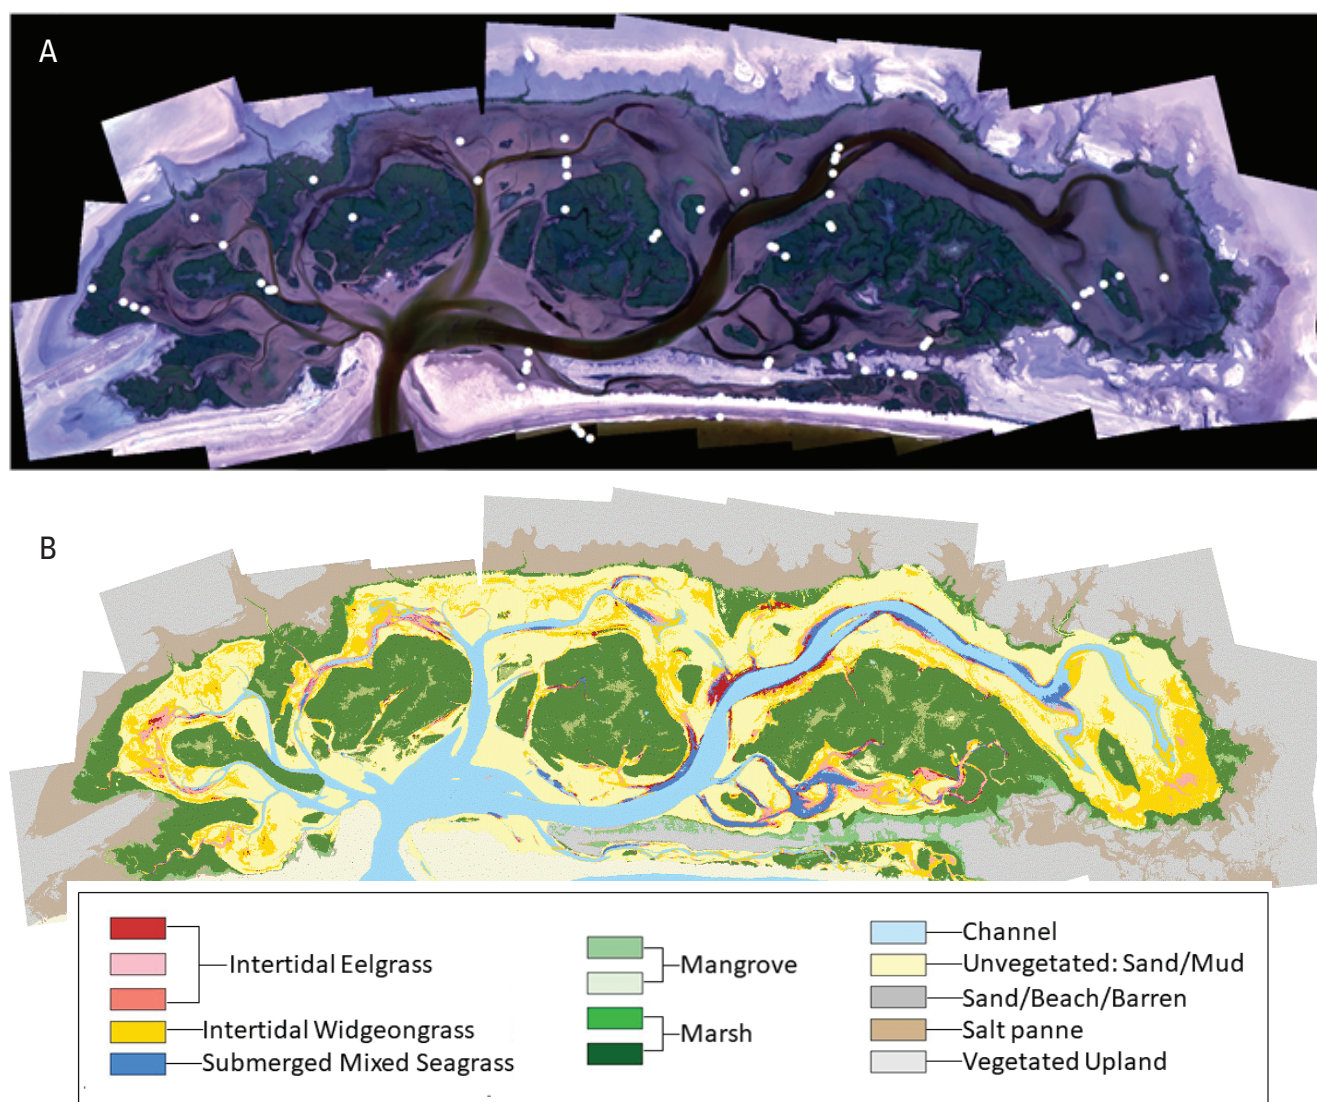 A
B
Intertidal Eelgrass
Intertidal Widgeongrass
Submerged Mixed Seagrass
Mangrove
Marsh
Channel
Unvegetated: Sand/Mud
Sand/Beach/Barren
Salt panne
Vegetated Upland